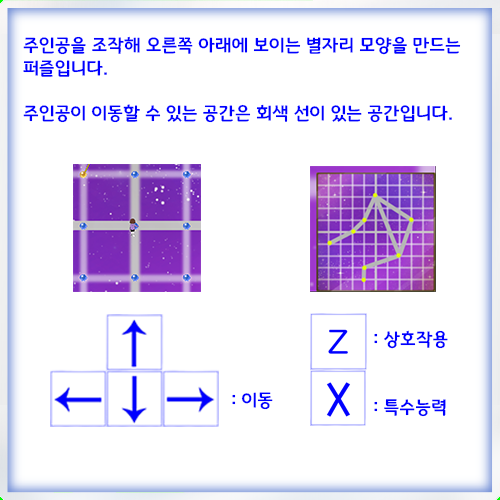 주인공을 조작해 오른쪽 아래에 보이는 별자리 모양을 만드는
퍼즐입니다.
주인공이 이동할 수 있는 공간은 회색 선이 있는 공간입니다.
Z : 상호작용
: 이동
X : 특수능력